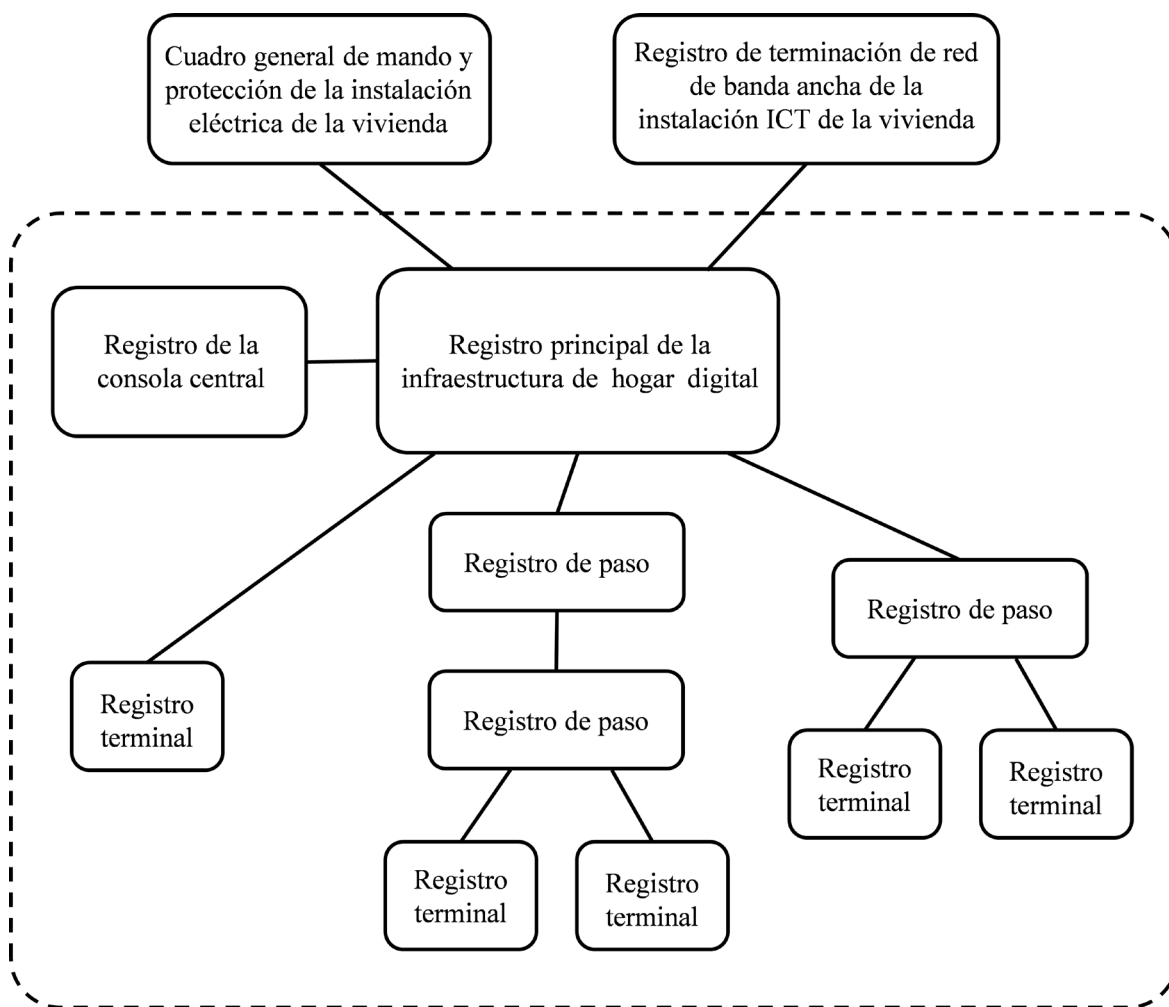 Cuadro general de mando y
protección de la instalación
eléctrica de la vivienda
Registro de terminación de red
de banda ancha de la
instalación ICT de la vivienda
Registro de la
consola central
Registro principal de la
infraestructura de hogar digital
Registro de paso
Registro de paso
Registro
terminal
Registro de paso
Registro
terminal
Registro
terminal
Registro
terminal
Registro
terminal